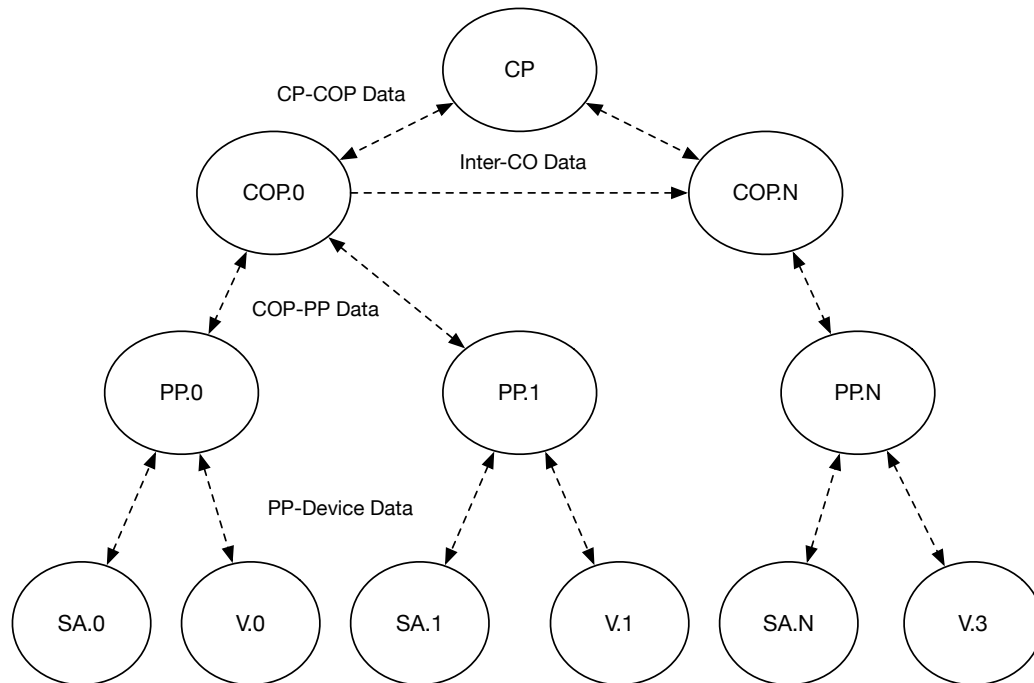 CP
CP-COP Data
Inter-CO Data
COP.0
COP.N
COP-PP Data
PP.0
PP.1
PP.N
PP-Device Data
SA.0
V.0
SA.1
V.1
SA.N
V.3